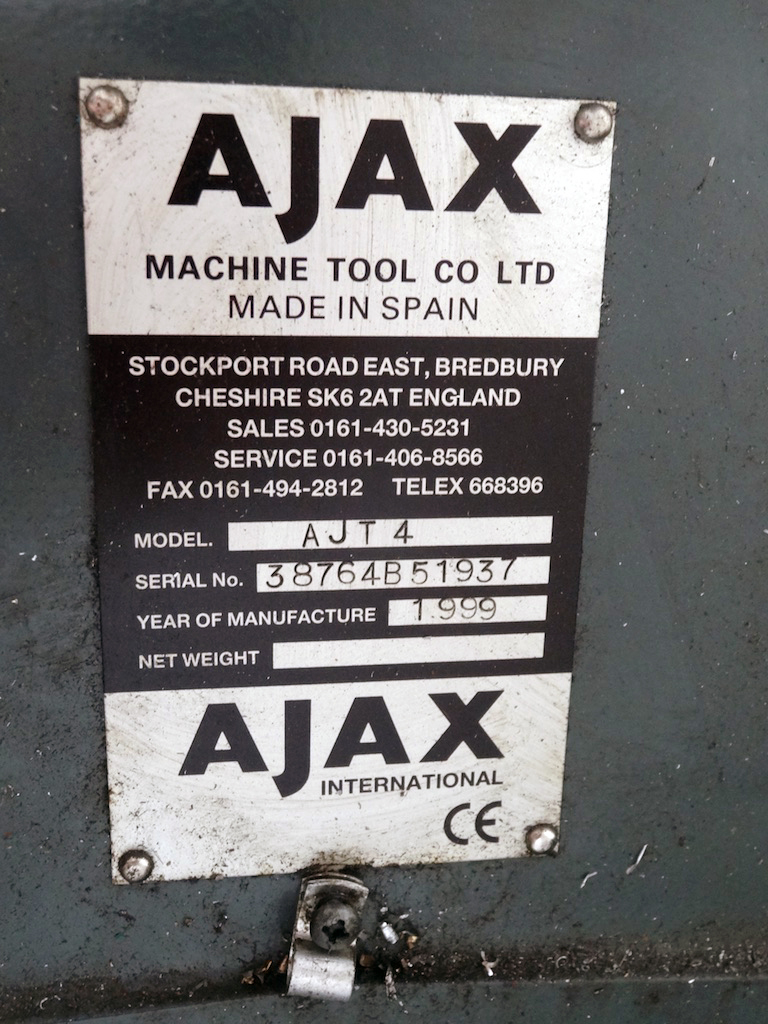 AJAX
MACHINE TOOL CO LTD
MADE IN SPAIN
STOCKPORT ROAD EAST, BREDBURY
CHESHIRE SK6 2AT ENGLAND
SALES 0161-430-5231
SERVICE 0161-406-8566
FAX 0161-494-2812 TELEX 668396
MODEL. AJT 4
SERIAL No. 38764B51937
YEAR OF MANUFACTURE 1999
NET WEIGHT
AJAX
INTERNATIONAL
CE